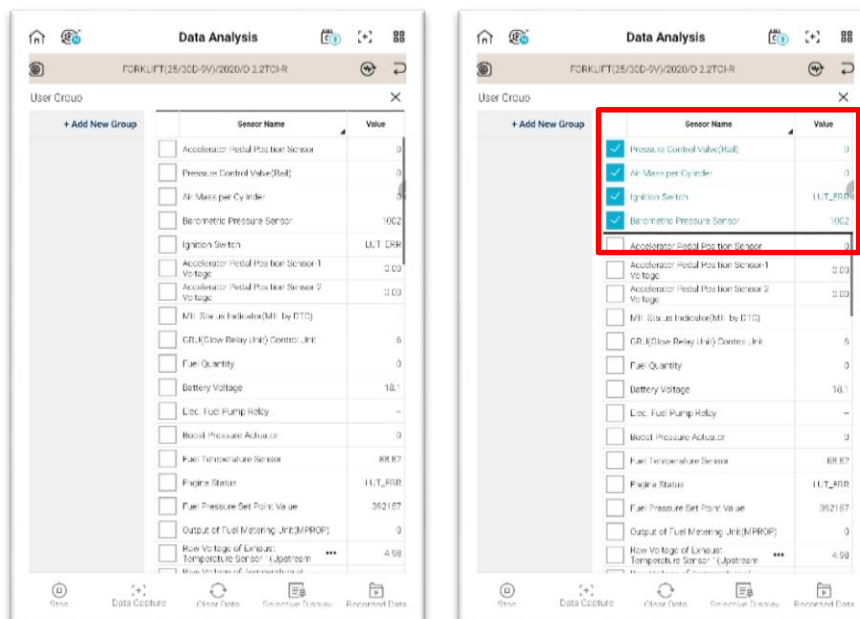 Data Analysis
FORKLIFT(25/30D-9V)/2020/D 2.2TCI-R
User Group
+ Add New Group
Sensor Name Value
Accelerator Pedal Position Sensor 0
Pressure Control Valve(Rail) 0
Air Mass per Cylinder 0
Barometric Pressure Sensor 1002
Ignition Switch LUT_ERR
Accelerator Pedal Position Sensor-1
Voltage 0.00
Accelerator Pedal Position Sensor 2
Voltage 0.00
MIL Status Indicator(MIL by DTC)
GRU(Glow Relay Unit) Control Unit 6
Fuel Quantity 0
Battery Voltage 18.1
Elec. Fuel Pump Relay –
Boost Pressure Actuator 0
Fuel Temperature Sensor
Engine Status LUT_ERR
Fuel Pressure Set Point Value 392187
Output of Fuel Metering Unit(MPROP) 0
Raw Voltage of Exhaust
Temperature Sensor 1(Upstream ••• 4.98
Stop Data Capture Clear Data Selective Display Recorded Data
Data Analysis
FORKLIFT(25/30D-9V)/2020/D 2.2TCI-R
User Group
+ Add New Group
Sensor Name Value
Pressure Control Valve(Rail) 0
Air Mass per Cylinder 0
Ignition Switch LUT_ERR
Barometric Pressure Sensor 1002
Accelerator Pedal Position Sensor 0
Accelerator Pedal Position Sensor-1
Voltage 0.00
Accelerator Pedal Position Sensor 2
Voltage 0.00
MIL Status Indicator(MIL by DTC)
GRU(Glow Relay Unit) Control Unit 6
Fuel Quantity 0
Battery Voltage 18.1
Elec. Fuel Pump Relay –
Boost Pressure Actuator 0
Fuel Temperature Sensor
Engine Status LUT_ERR
Fuel Pressure Set Point Value 392187
Output of Fuel Metering Unit(MPROP) 0
Raw Voltage of Exhaust
Temperature Sensor 1(Upstream ••• 4.98
Stop Data Capture Clear Data Selective Display Recorded Data